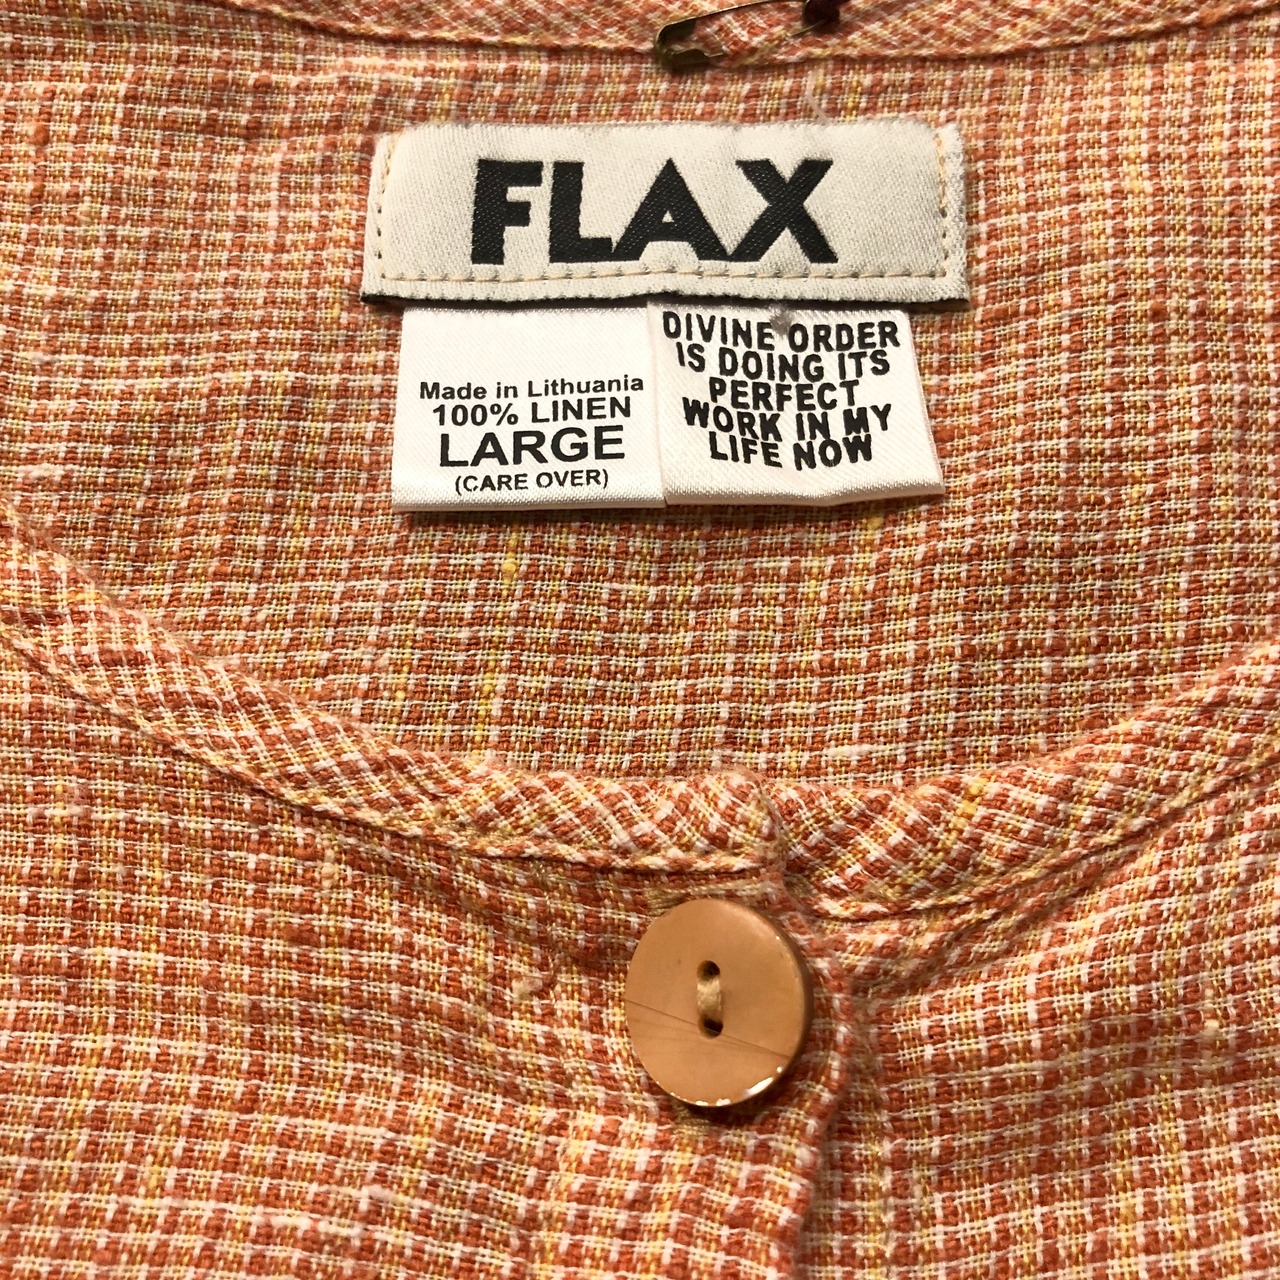 FLAX
Made in Lithuania
100% LINEN
LARGE
(CARE OVER)
DIVINE ORDER
IS DOING ITS
PERFECT
WORK IN MY
LIFE NOW